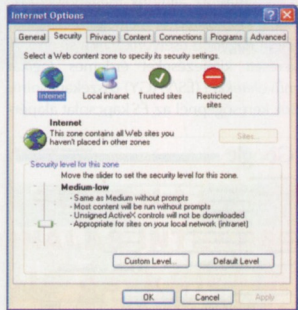 Internet Options
General Security Privacy Content Connections Programs Advanced
Select a Web content zone to specify its security settings.
Internet Local intranet Trusted sites Restricted sites
Internet
This zone contains all Web sites you
haven't placed in other zones
Sites...
Security level for this zone
Move the slider to set the security level for this zone.
Medium-low
- Same as Medium without prompts
- Most content will be run without prompts
- Unsigned ActiveX controls will not be downloaded
- Appropriate for sites on your local network (intranet)
Custom Level... Default Level
OK Cancel Apply